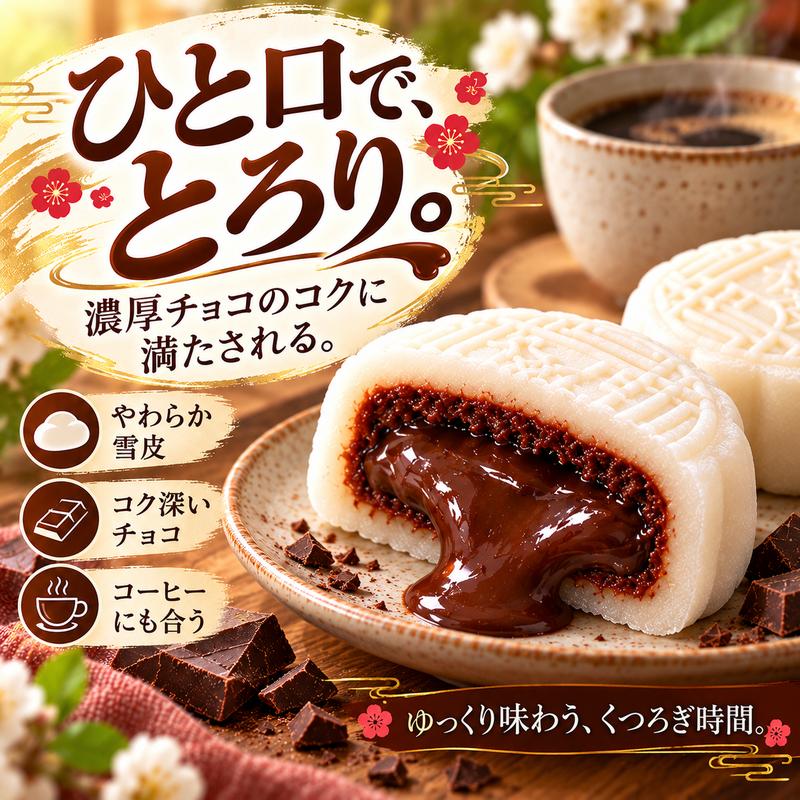 ひと口で、
とろり。
濃厚チョコのコクに
満たされる。
やわらか
雪皮
コク深い
チョコ
コーヒー
にも合う
ゆっくり味わう、くつろぎ時間。